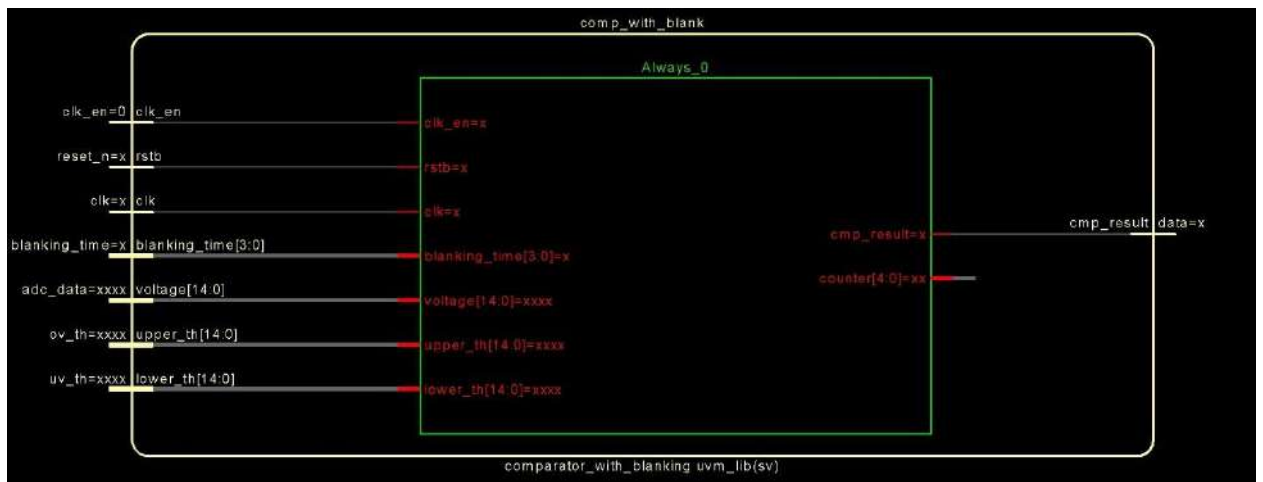 comp_with_blank
Always_0
clk_en=0 clk_en
clk_en=x
reset_n=x rstb
rstb=x
clk=x clk
clk=x
cmp_result=x
cmp_result data=x
blanking_time=x blanking_time[3:0]
blanking_time[3:0]=x
counter[4:0]=xx
adc_data=xxxx voltage[14:0]
voltage[14:0]=xxxx
ov_th=xxxx upper_th[14:0]
upper_th[14:0]=xxxx
uv_th=xxxx lower_th[14:0]
lower_th[14:0]=xxxx
comparator_with_blanking uvm_lib(sv)